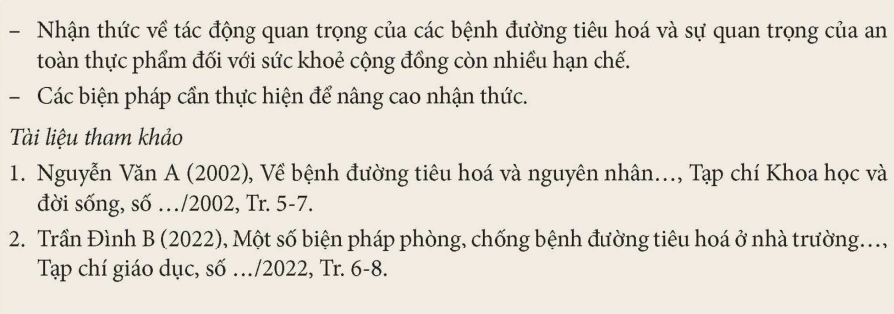 – Nhận thức về tác động quan trọng của các bệnh đường tiêu hoá và sự quan trọng của an
toàn thực phẩm đối với sức khoẻ cộng đồng còn nhiều hạn chế.
– Các biện pháp cần thực hiện để nâng cao nhận thức.
Tài liệu tham khảo
1. Nguyễn Văn A (2002), Về bệnh đường tiêu hoá và nguyên nhân…, Tạp chí Khoa học và
đời sống, số …/2002, Tr. 5-7.
2. Trần Đình B (2022), Một số biện pháp phòng, chống bệnh đường tiêu hoá ở nhà trường…,
Tạp chí giáo dục, số …/2022, Tr. 6-8.